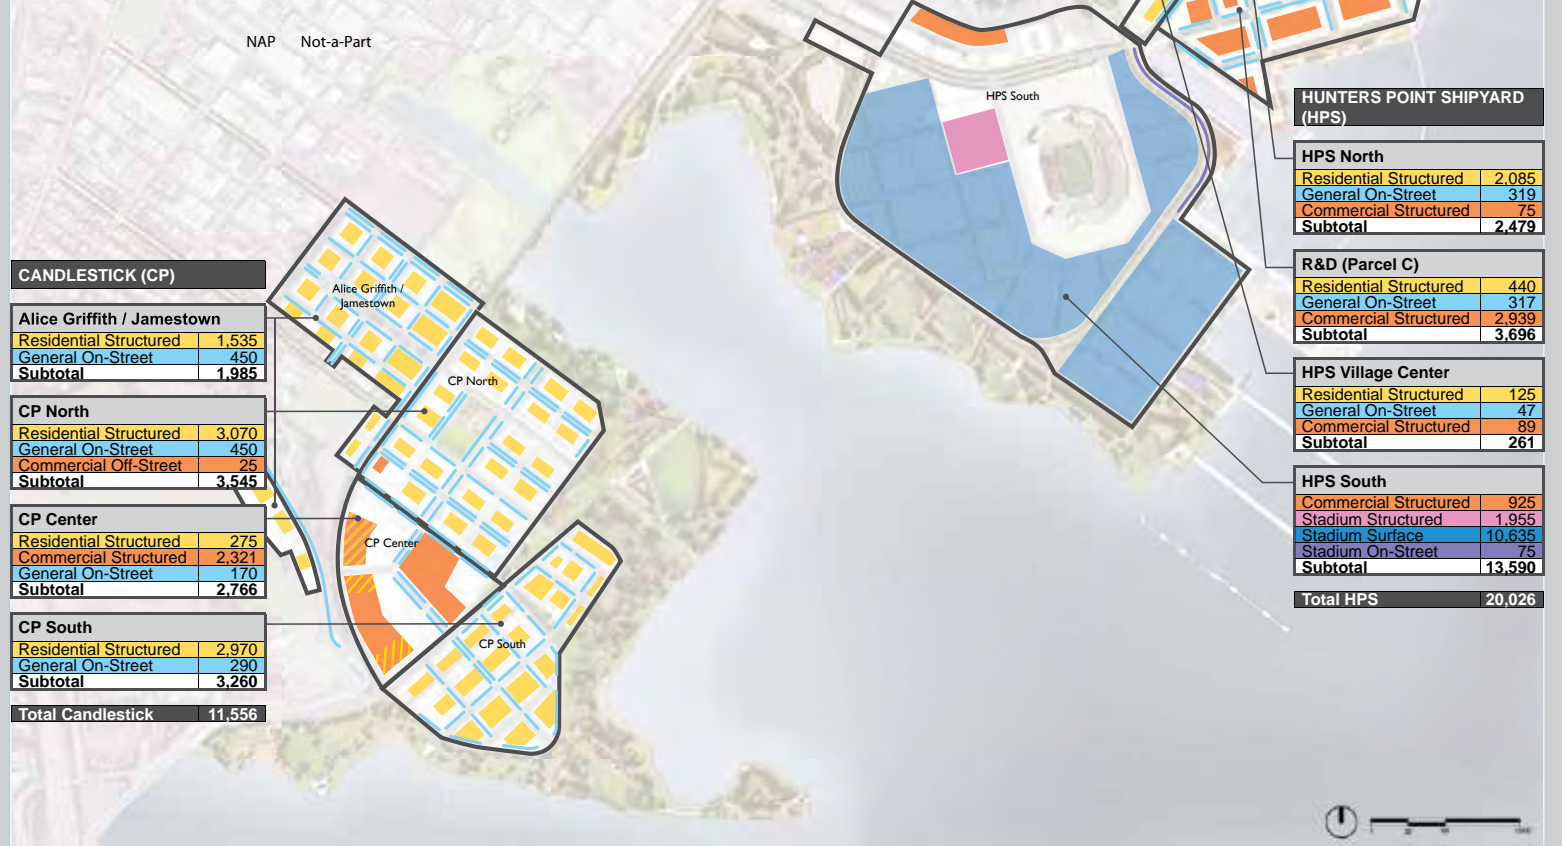 NAP Not-a-Part
HPS South
Alice Griffith /
Jamestown
CP North
CP Center
CP South
CANDLESTICK (CP)
Alice Griffith / Jamestown
Residential Structured 1,535
General On-Street 450
Subtotal 1,985
CP North
Residential Structured 3,070
General On-Street 450
Commercial Off-Street 25
Subtotal 3,545
CP Center
Residential Structured 275
Commercial Structured 2,321
General On-Street 170
Subtotal 2,766
CP South
Residential Structured 2,970
General On-Street 290
Subtotal 3,260
Total Candlestick 11,556
HUNTERS POINT SHIPYARD
(HPS)
HPS North
Residential Structured 2,085
General On-Street 319
Commercial Structured 75
Subtotal 2,479
R&D (Parcel C)
Residential Structured 440
General On-Street 317
Commercial Structured 2,939
Subtotal 3,696
HPS Village Center
Residential Structured 125
General On-Street 47
Commercial Structured 89
Subtotal 261
HPS South
Commercial Structured 925
Stadium Structured 1,955
Stadium Surface 10,635
Stadium On-Street 75
Subtotal 13,590
Total HPS 20,026